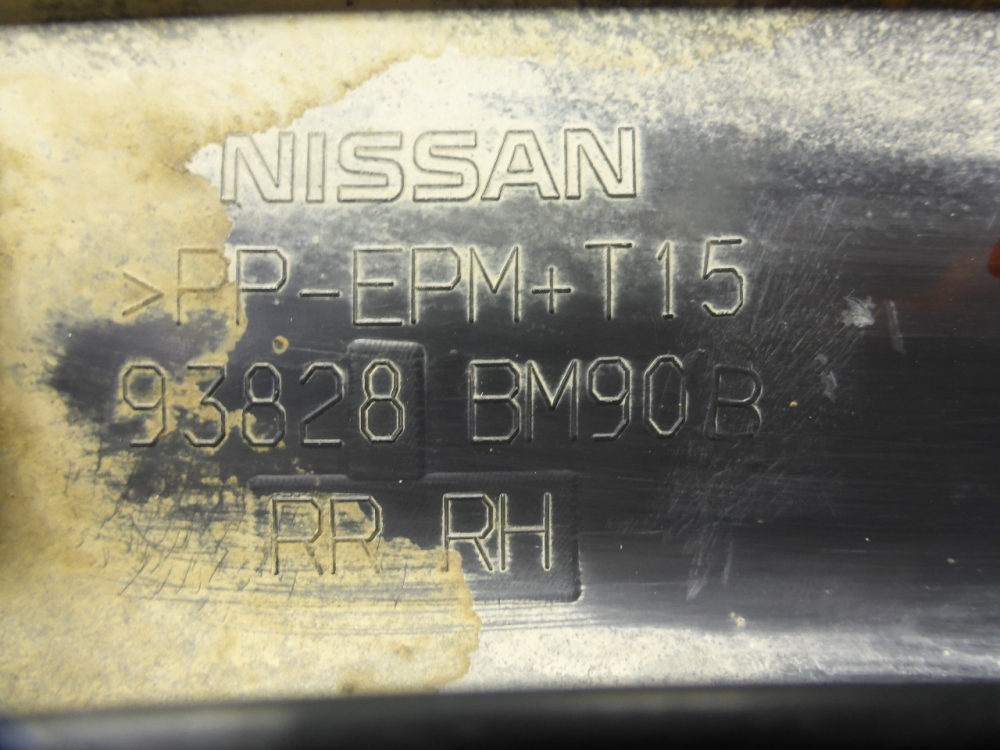 NISSAN
>PP-EPM+T15
93828 BM90B
RR RH